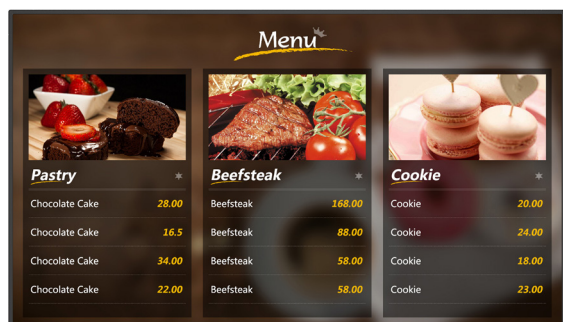 Menu
Pastry
Chocolate Cake 28.00
Chocolate Cake 16.5
Chocolate Cake 34.00
Chocolate Cake 22.00
Beefsteak
Beefsteak 168.00
Beefsteak 88.00
Beefsteak 58.00
Beefsteak 58.00
Cookie
Cookie 20.00
Cookie 24.00
Cookie 18.00
Cookie 23.00